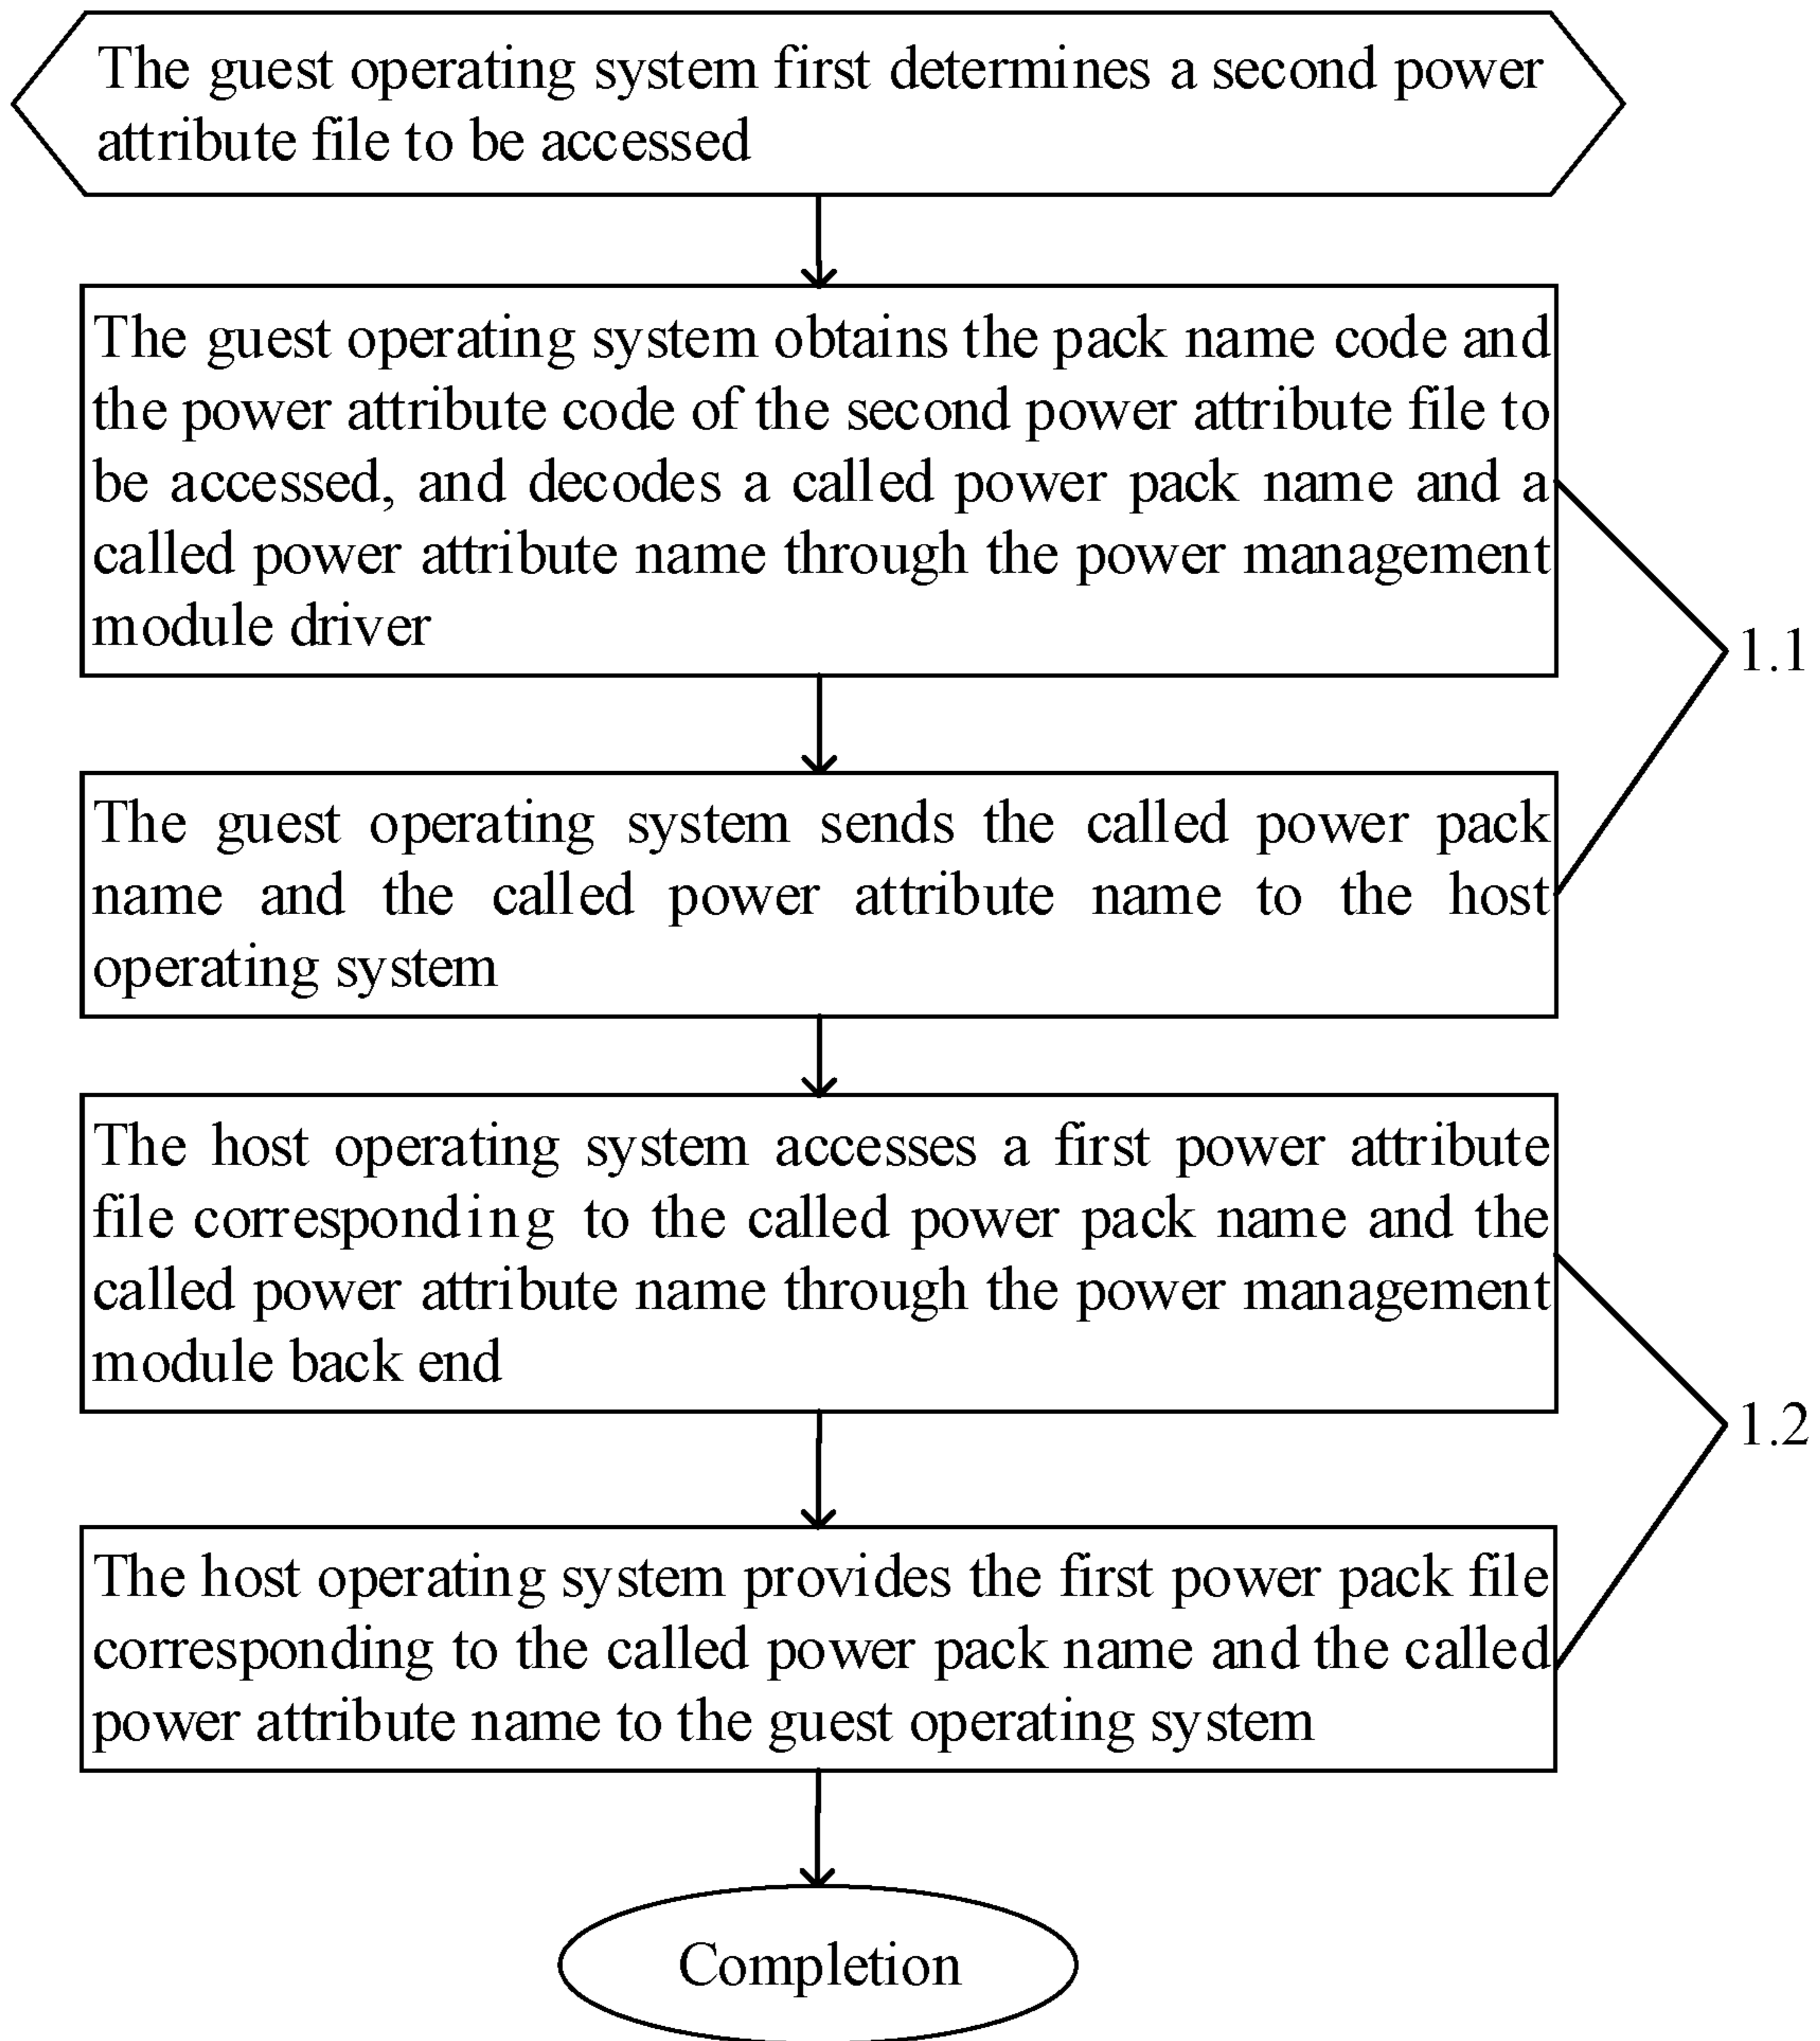 The guest operating system first determines a second power
attribute file to be accessed
The guest operating system obtains the pack name code and
the power attribute code of the second power attribute file to
be accessed, and decodes a called power pack name and a
called power attribute name through the power management
module driver
1.1
The guest operating system sends the called power pack
name and the called power attribute name to the host
operating system
The host operating system accesses a first power attribute
file corresponding to the called power pack name and the
called power attribute name through the power management
module back end
1.2
The host operating system provides the first power pack file
corresponding to the called power pack name and the called
power attribute name to the guest operating system
Completion